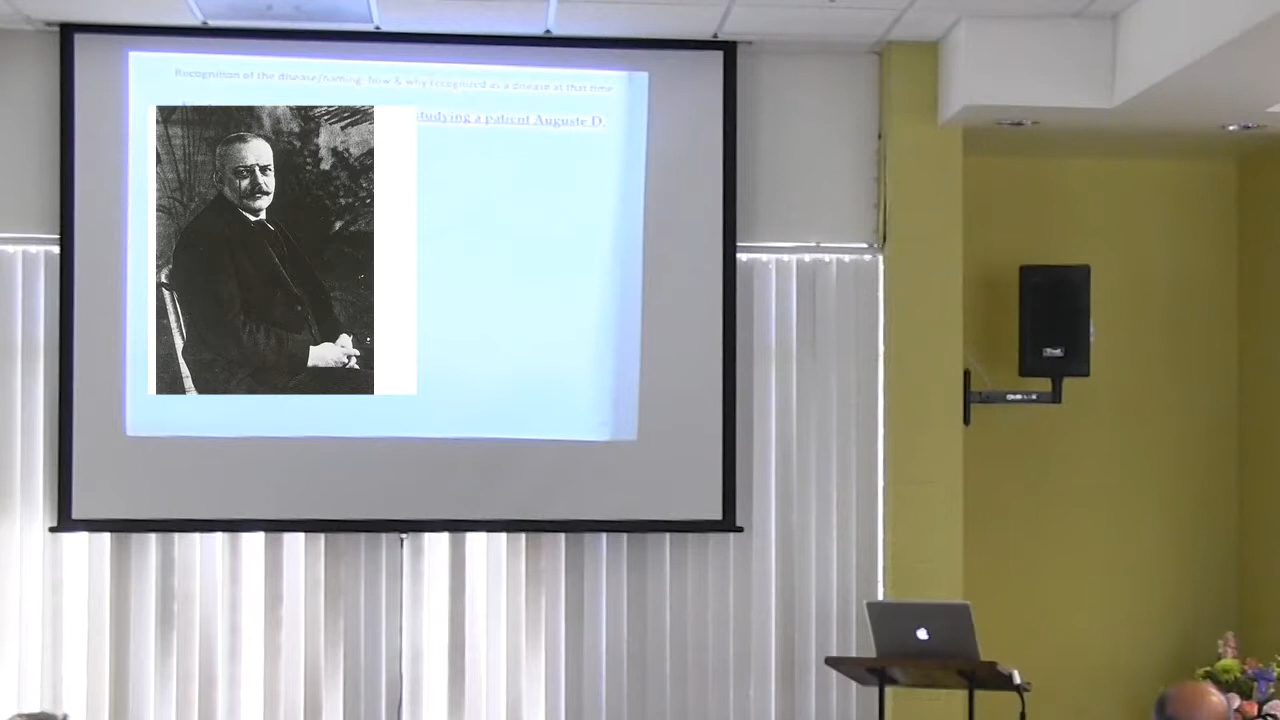 Recognition of the disease/naming: how & why recognized as a disease at that time
studying a patient Auguste D.